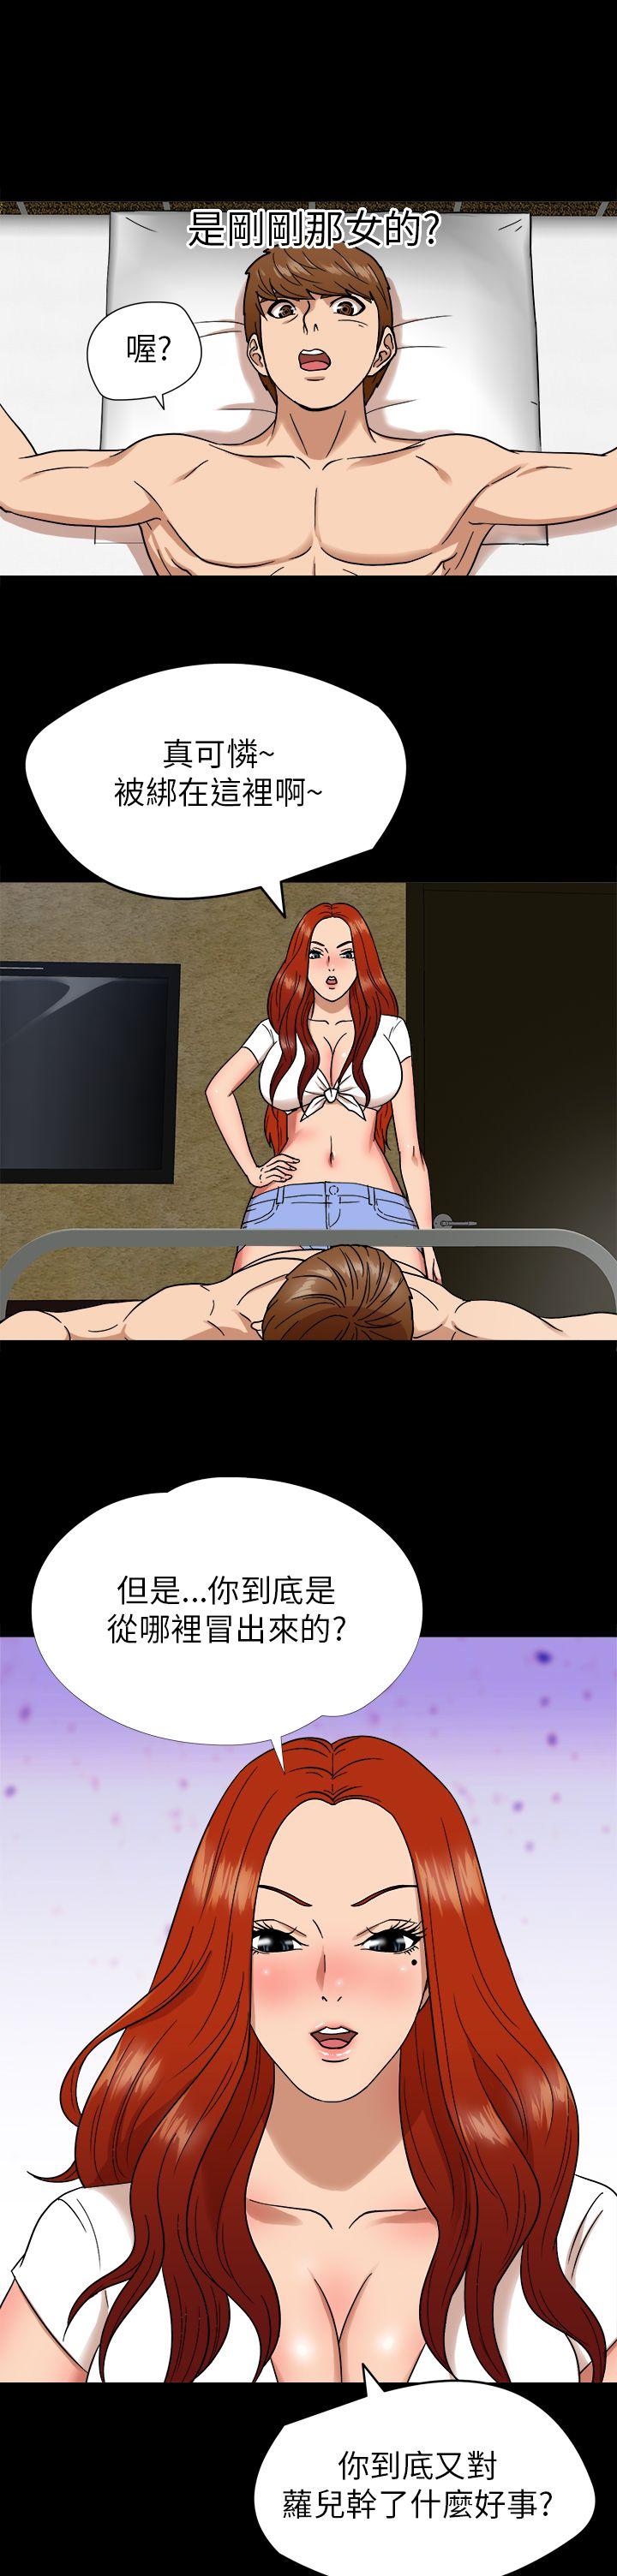 是剛剛那女的?
喔?
真可憐~
被綁在這裡啊~
但是...你到底是
從哪裡冒出來的?
你到底又對
蘿兒幹了什麼好事?